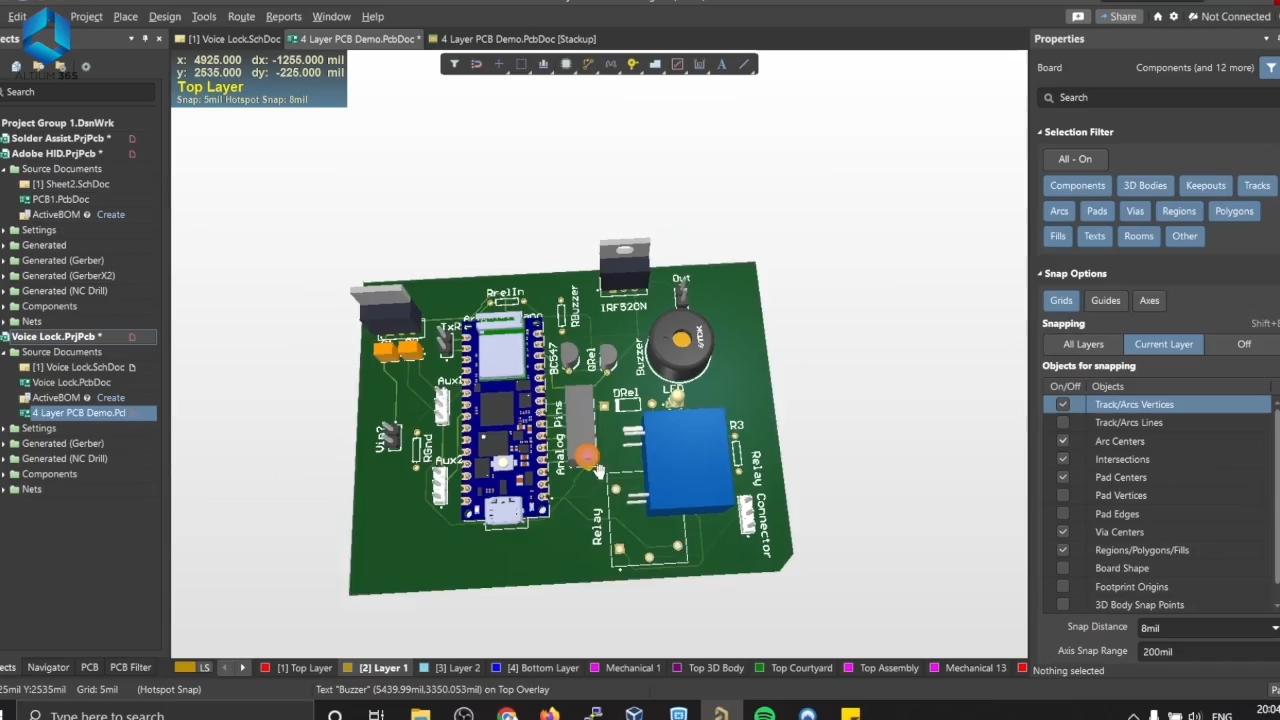 Edit Project Place Design Tools Route Reports Window Help
Share Not Connected
ALTIUM 365
[1] Voice Lock.SchDoc
4 Layer PCB Demo.PcbDoc *
4 Layer PCB Demo.PcbDoc [Stackup]
Properties
x: 4925.000 dx: -1255.000 mil
y: 2535.000 dy: -225.000 mil
Top Layer
Snap: 5mil Hotspot Snap: 8mil
Search
Project Group 1.DsnWrk
Solder Assist.PrjPcb *
Adobe HID.PrjPcb *
Source Documents
[1] Sheet2.SchDoc
PCB1.PcbDoc
ActiveBOM Create
Settings
Generated
Generated (Gerber)
Generated (GerberX2)
Generated (NC Drill)
Components
Nets
Voice Lock.PrjPcb *
Source Documents
[1] Voice Lock.SchDoc
Voice Lock.PcbDoc
ActiveBOM Create
4 Layer PCB Demo.Pcl
Settings
Generated (Gerber)
Generated (NC Drill)
Components
Nets
Out
RrelIn
RBuzzer
IRF520N
TxR
BC547
QRel
Buzzer
Aux1
DRel
LED
Analog Pins
Vin?
RGnd
Aux2
R3
Relay
Relay Connector
Board Components (and 12 more)
Search
Selection Filter
All - On
Components 3D Bodies Keepouts Tracks
Arcs Pads Vias Regions Polygons
Fills Texts Rooms Other
Snap Options
Grids Guides Axes
Snapping Shift+E
All Layers Current Layer Off
Objects for snapping
On/Off Objects
Track/Arcs Vertices
Track/Arcs Lines
Arc Centers
Intersections
Pad Centers
Pad Vertices
Pad Edges
Via Centers
Regions/Polygons/Fills
Board Shape
Footprint Origins
3D Body Snap Points
Snap Distance 8mil
Axis Snap Range 200mil
Nothing selected
Navigator PCB PCB Filter
LS [1] Top Layer [2] Layer 1 [3] Layer 2 [4] Bottom Layer Mechanical 1 Top 3D Body Top Courtyard Top Assembly Mechanical 13
25mil Y:2535mil Grid: 5mil (Hotspot Snap) Text "Buzzer" (5439.99mil,3350.053mil) on Top Overlay
Type here to search
ENG
20:04